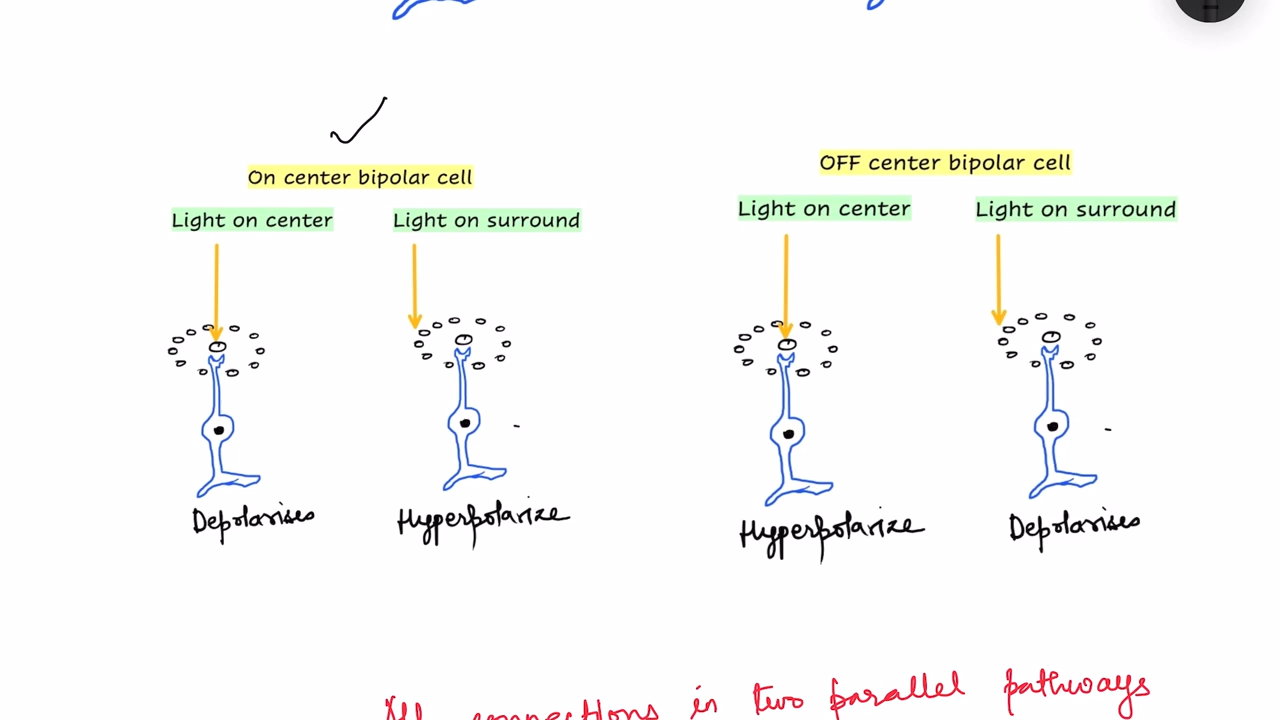 On center bipolar cell
Light on center
Light on surround
Depolarises
Hyperpolarize
OFF center bipolar cell
Light on center
Light on surround
Hyperpolarize
Depolarises
connections in two parallel pathways